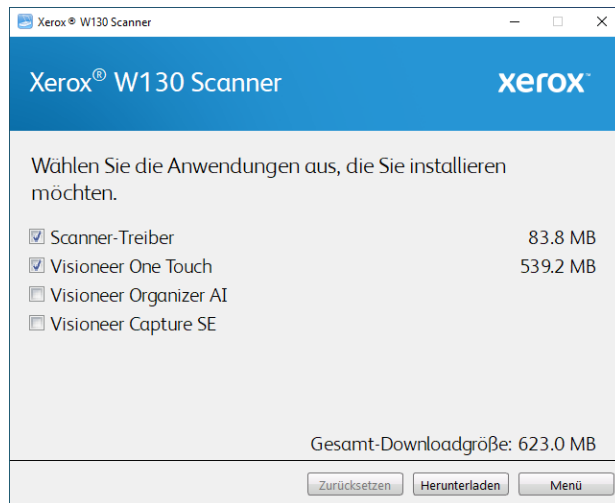 Xerox® W130 Scanner
Xerox® W130 Scanner
xerox™
Wählen Sie die Anwendungen aus, die Sie installieren
möchten.
Scanner-Treiber 83.8 MB
Visioneer One Touch 539.2 MB
Visioneer Organizer AI
Visioneer Capture SE
Gesamt-Downloadgröße: 623.0 MB
Zurücksetzen Herunterladen Menü